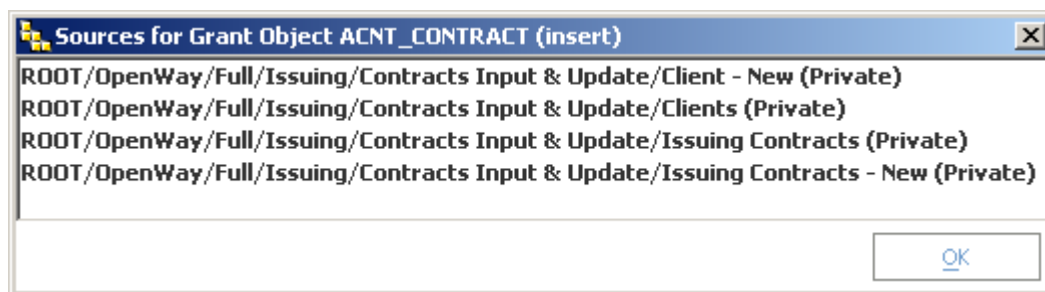 Sources for Grant Object ACNT_CONTRACT (insert)
ROOT/OpenWay/Full/Issuing/Contracts Input & Update/Client - New (Private)
ROOT/OpenWay/Full/Issuing/Contracts Input & Update/Clients (Private)
ROOT/OpenWay/Full/Issuing/Contracts Input & Update/Issuing Contracts (Private)
ROOT/OpenWay/Full/Issuing/Contracts Input & Update/Issuing Contracts - New (Private)
OK